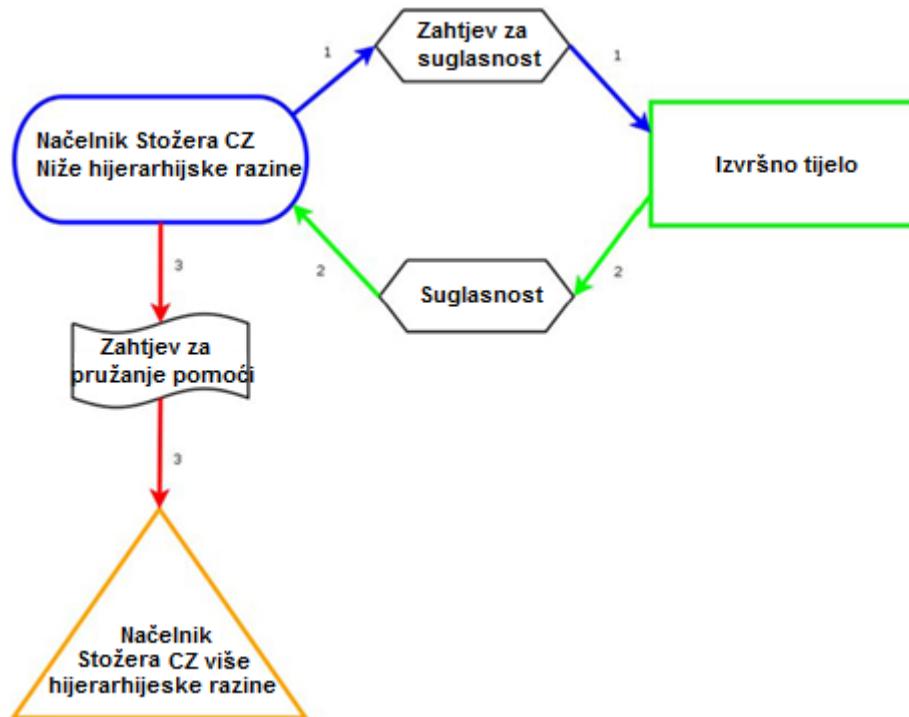 Zahtjev za
suglasnost
1
1
Načelnik Stožera CZ
Niže hijerarhijske razine
Izvršno tijelo
2
2
Suglasnost
3
Zahtjev za
pružanje pomoći
3
Načelnik
Stožera CZ više
hijerarhijeske razine